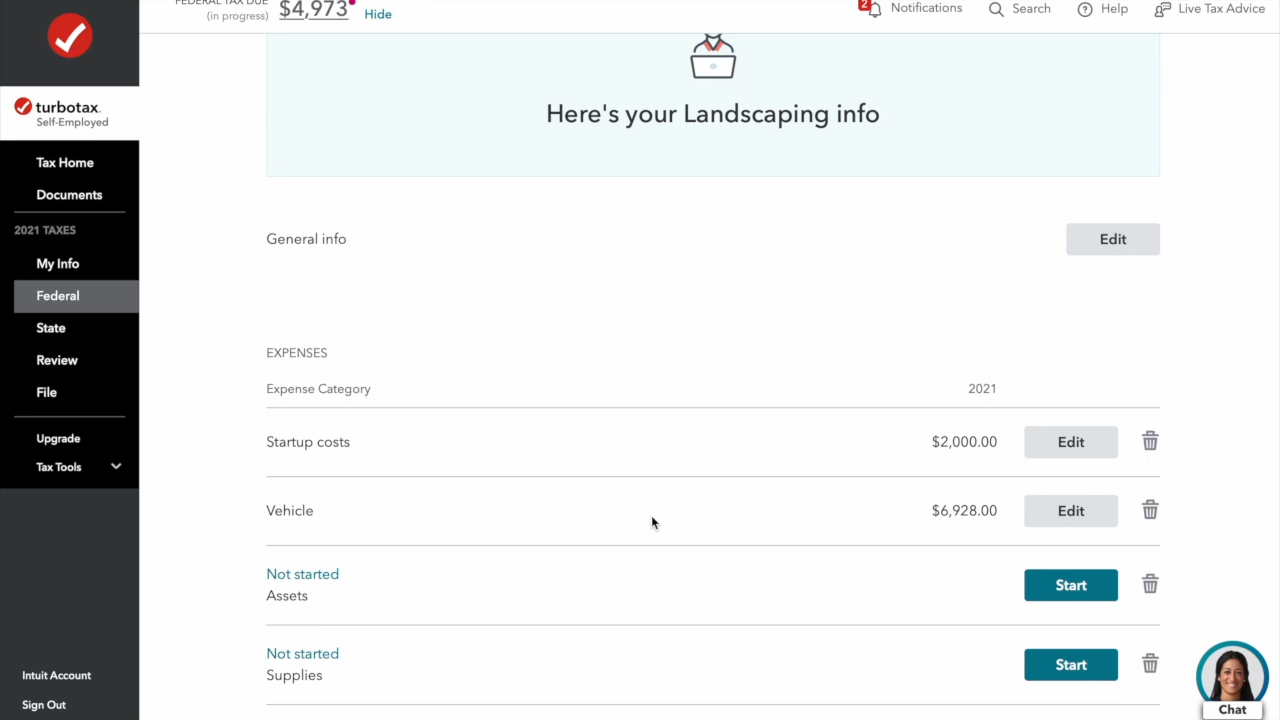 FEDERAL TAX DUE
(in progress)
$4,973
Hide
2
Notifications
Search
Help
Live Tax Advice
turbotax.
Self-Employed
Tax Home
Documents
2021 TAXES
My Info
Federal
State
Review
File
Upgrade
Tax Tools
Intuit Account
Sign Out
Here's your Landscaping info
General info
Edit
EXPENSES
Expense Category
2021
Startup costs
$2,000.00
Edit
Vehicle
$6,928.00
Edit
Not started
Assets
Start
Not started
Supplies
Start
Chat